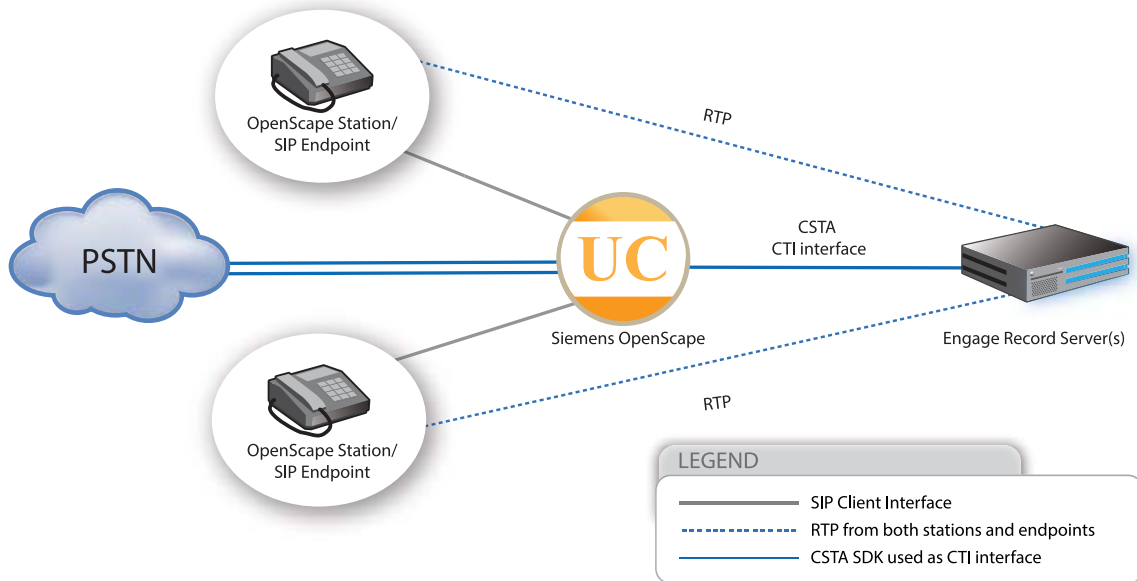 OpenScape Station/
SIP Endpoint
RTP
PSTN
UC
CSTA
CTI interface
Siemens OpenScape
Engage Record Server(s)
OpenScape Station/
SIP Endpoint
RTP
LEGEND
SIP Client Interface
RTP from both stations and endpoints
CSTA SDK used as CTI interface